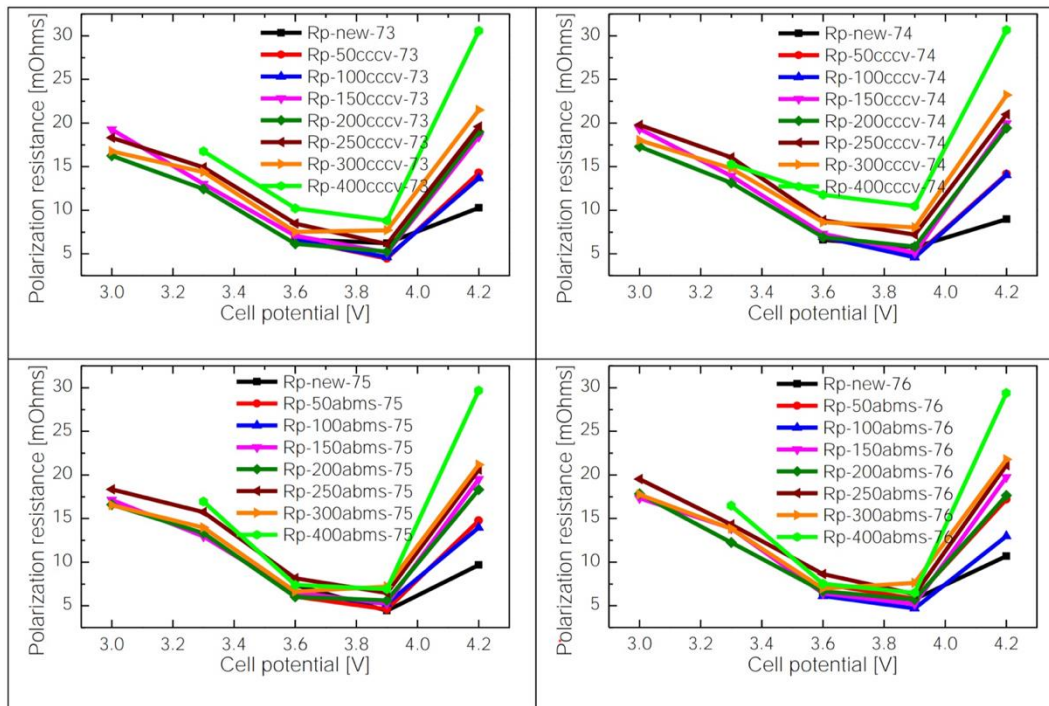 Polarization resistance [mOhms]
30
25
20
15
10
5
Rp-new-73
Rp-50cccv-73
Rp-100cccv-73
Rp-150cccv-73
Rp-200cccv-73
Rp-250cccv-73
Rp-300cccv-73
Rp-400cccv-73
3.0 3.2 3.4 3.6 3.8 4.0 4.2
Cell potential [V]
Polarization resistance [mOhms]
30
25
20
15
10
5
Rp-new-74
Rp-50cccv-74
Rp-100cccv-74
Rp-150cccv-74
Rp-200cccv-74
Rp-250cccv-74
Rp-300cccv-74
Rp-400cccv-74
3.0 3.2 3.4 3.6 3.8 4.0 4.2
Cell potential [V]
Polarization resistance [mOhms]
30
25
20
15
10
5
Rp-new-75
Rp-50abms-75
Rp-100abms-75
Rp-150abms-75
Rp-200abms-75
Rp-250abms-75
Rp-300abms-75
Rp-400abms-75
3.0 3.2 3.4 3.6 3.8 4.0 4.2
Cell potential [V]
Polarization resistance [mOhms]
30
25
20
15
10
5
Rp-new-76
Rp-50abms-76
Rp-100abms-76
Rp-150abms-76
Rp-200abms-76
Rp-250abms-76
Rp-300abms-76
Rp-400abms-76
3.0 3.2 3.4 3.6 3.8 4.0 4.2
Cell potential [V]